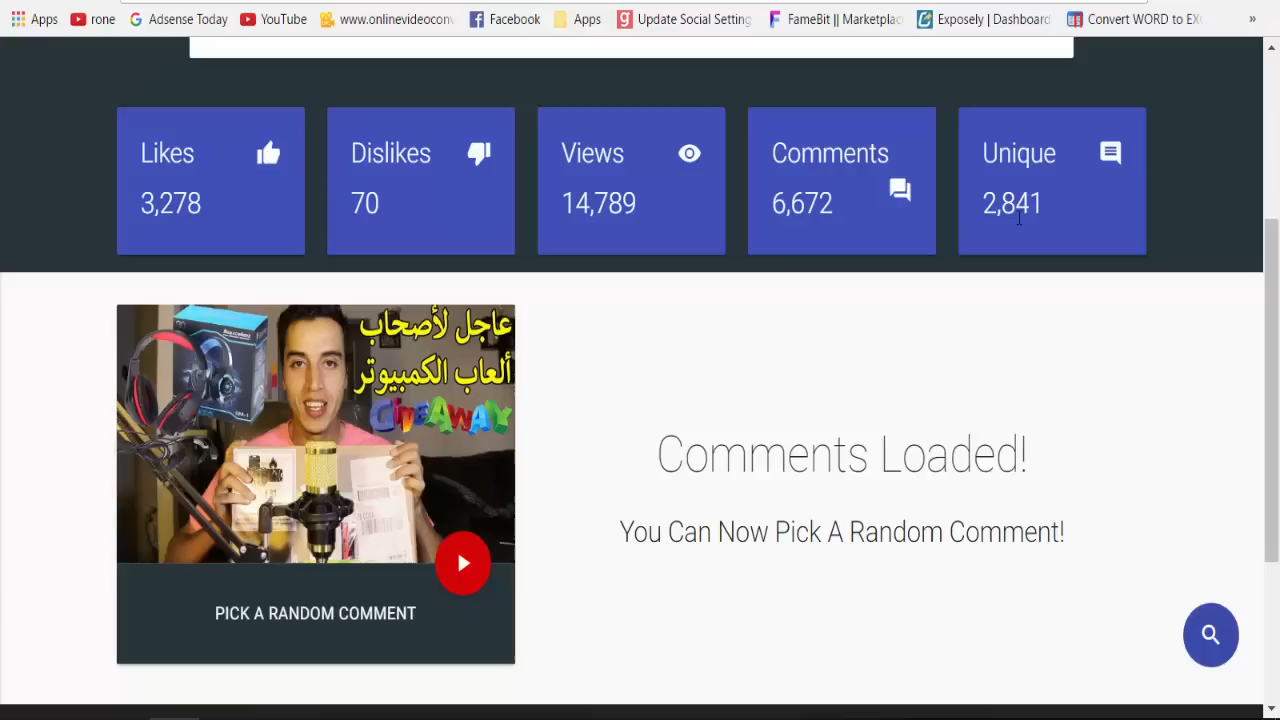 Apps rone Adsense Today YouTube www.onlinevideocon Facebook Apps Update Social Setting FameBit || Marketplac Exposely | Dashboard Convert WORD to EX »
Likes Dislikes Views Comments Unique
3,278 70 14,789 6,672 2,841
عاجل لأصحاب
ألعاب الكمبيوتر
GIVEAWAY
Comments Loaded!
You Can Now Pick A Random Comment!
PICK A RANDOM COMMENT